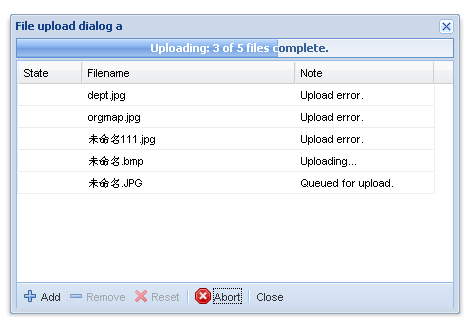 File upload dialog a
Uploading: 3 of 5 files complete.
State Filename Note
dept.jpg Upload error.
orgmap.jpg Upload error.
未命名111.jpg Upload error.
未命名.bmp Uploading...
未命名.JPG Queued for upload.
Add Remove Reset Abort Close